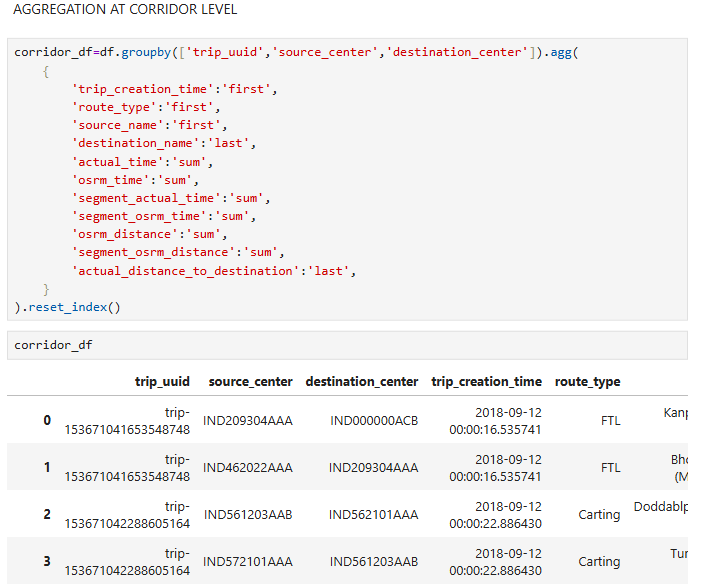 AGGREGATION AT CORRIDOR LEVEL
corridor_df=df.groupby(['trip_uuid','source_center','destination_center']).agg(
    {
        'trip_creation_time':'first',
        'route_type':'first',
        'source_name':'first',
        'destination_name':'last',
        'actual_time':'sum',
        'osrm_time':'sum',
        'segment_actual_time':'sum',
        'segment_osrm_time':'sum',
        'osrm_distance':'sum',
        'segment_osrm_distance':'sum',
        'actual_distance_to_destination':'last',
    }
).reset_index()
corridor_df
trip_uuid source_center destination_center trip_creation_time route_type
0 trip-153671041653548748 IND209304AAA IND000000ACB 2018-09-12 00:00:16.535741 FTL
1 trip-153671041653548748 IND462022AAA IND209304AAA 2018-09-12 00:00:16.535741 FTL
2 trip-153671042288605164 IND561203AAB IND562101AAA 2018-09-12 00:00:22.886430 Carting
3 trip-153671042288605164 IND572101AAA IND561203AAB 2018-09-12 00:00:22.886430 Carting